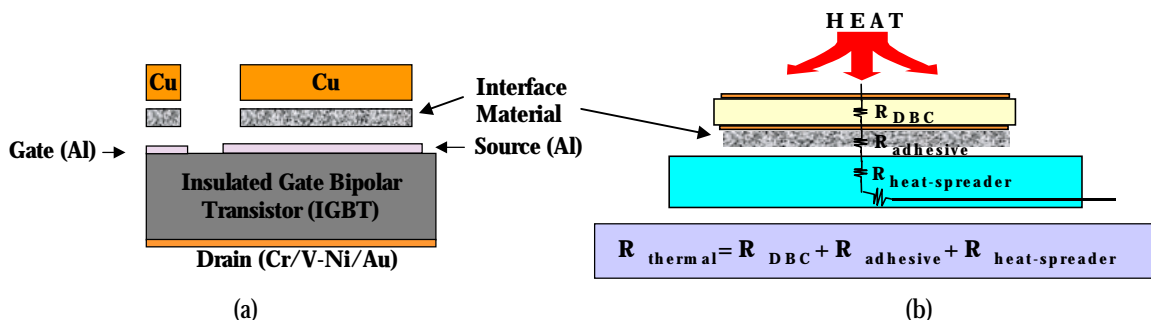 Cu
Cu
Interface
Material
Gate (Al)
Source (Al)
Insulated Gate Bipolar
Transistor (IGBT)
Drain (Cr/V-Ni/Au)
(a)
HEAT
R DBC
R adhesive
R heat-spreader
R thermal = R DBC + R adhesive + R heat-spreader
(b)